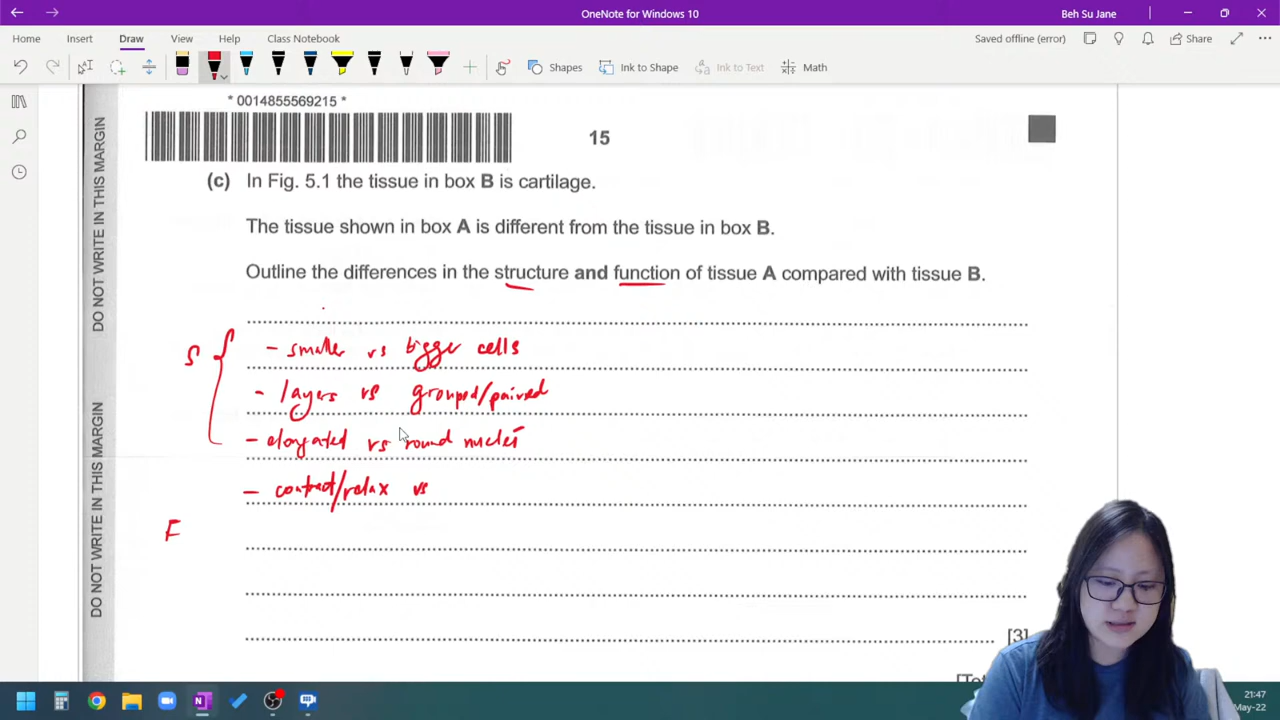 OneNote for Windows 10
Beh Su Jane
Home Insert Draw View Help Class Notebook
Saved offline (error)
Share
Shapes
Ink to Shape
Ink to Text
Math
* 0014855569215 *
15
DO NOT WRITE IN THIS MARGIN
DO NOT WRITE IN THIS MARGIN
(c) In Fig. 5.1 the tissue in box B is cartilage.
The tissue shown in box A is different from the tissue in box B.
Outline the differences in the structure and function of tissue A compared with tissue B.
S { - smaller vs bigger cells
- layers vs grouped/paired
- elongated vs round nuclei
- contract/relax vs
F
[3]
[Tot
21:47
May-22